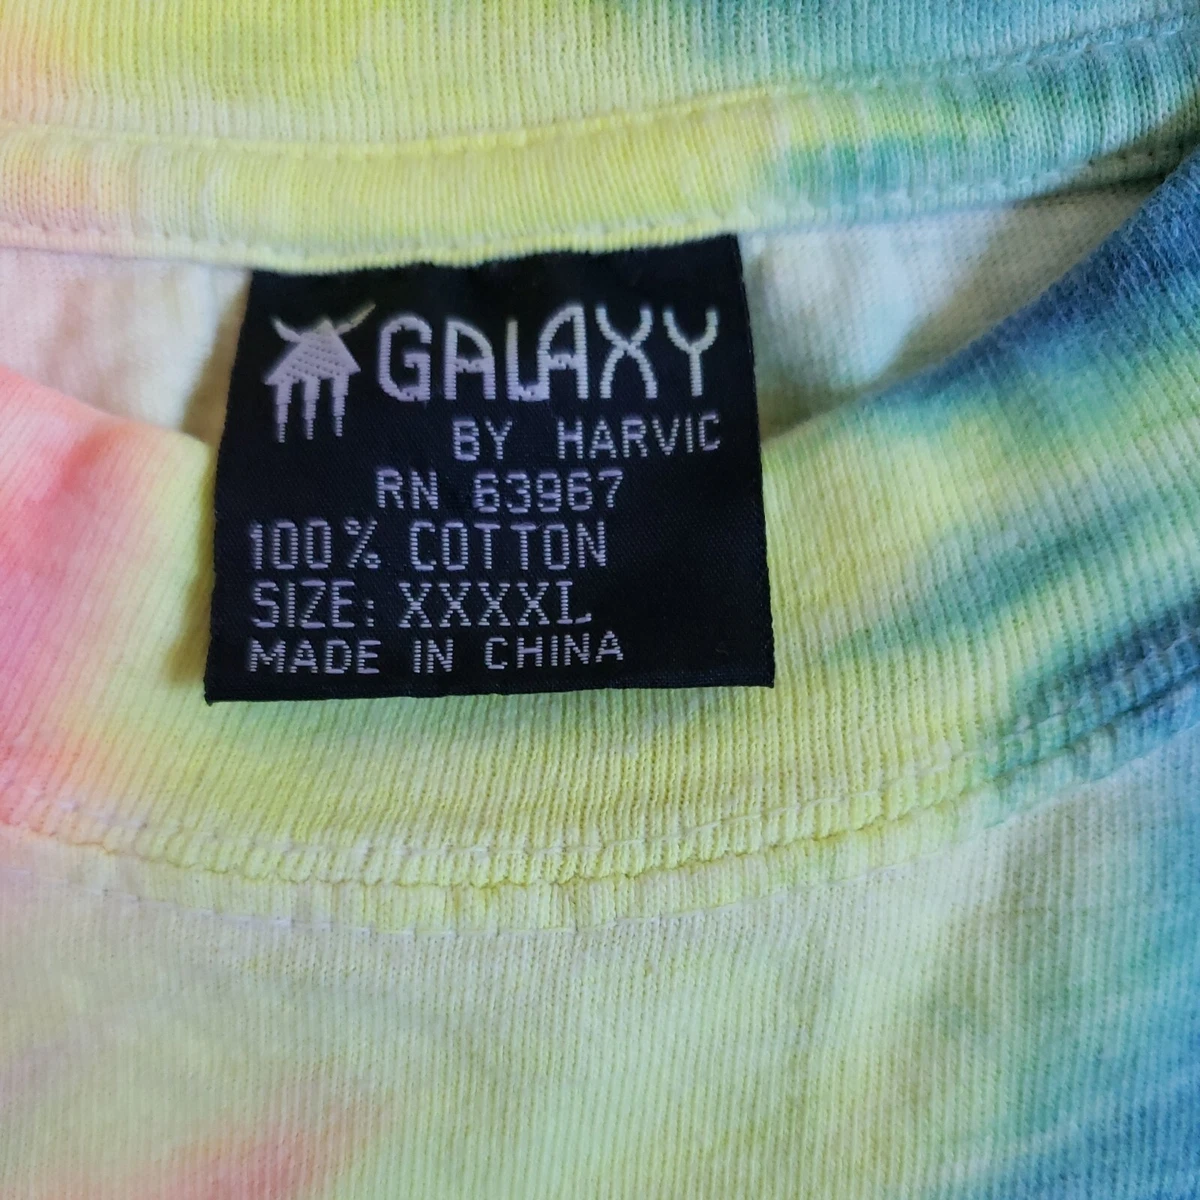 GALAXY
BY HARVIC
RN 63967
100% COTTON
SIZE: XXXXL
MADE IN CHINA